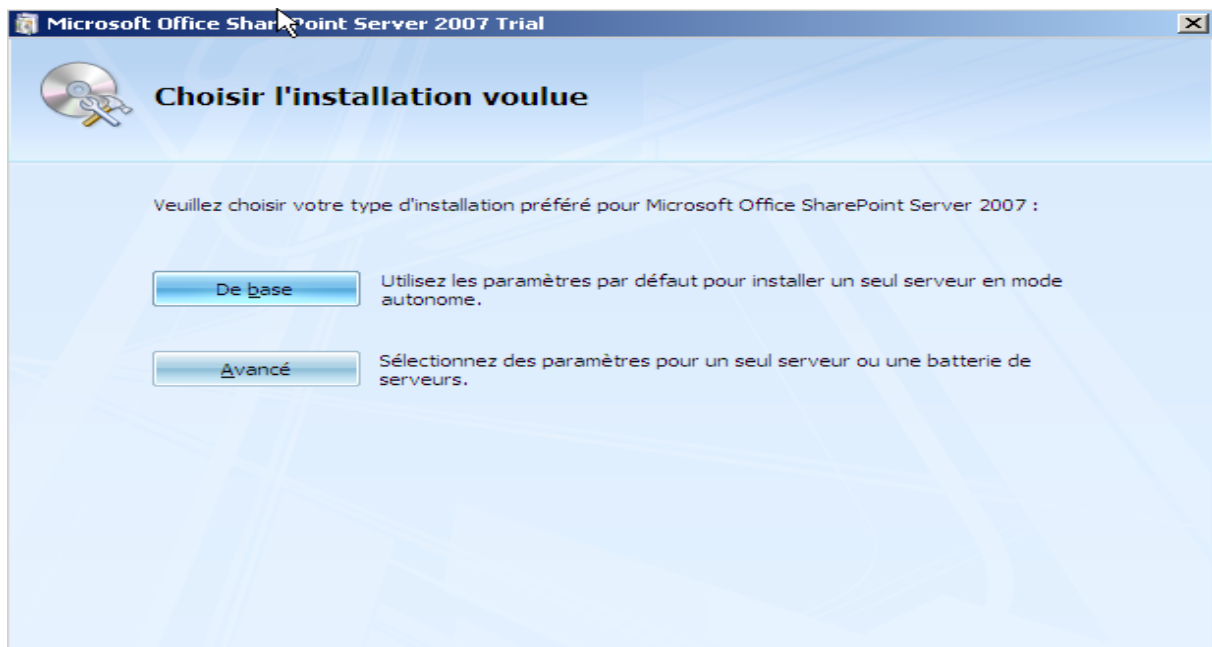 Microsoft Office SharePoint Server 2007 Trial
Choisir l'installation voulue
Veuillez choisir votre type d'installation préféré pour Microsoft Office SharePoint Server 2007 :
De base
Utilisez les paramètres par défaut pour installer un seul serveur en mode
autonome.
Avancé
Sélectionnez des paramètres pour un seul serveur ou une batterie de
serveurs.